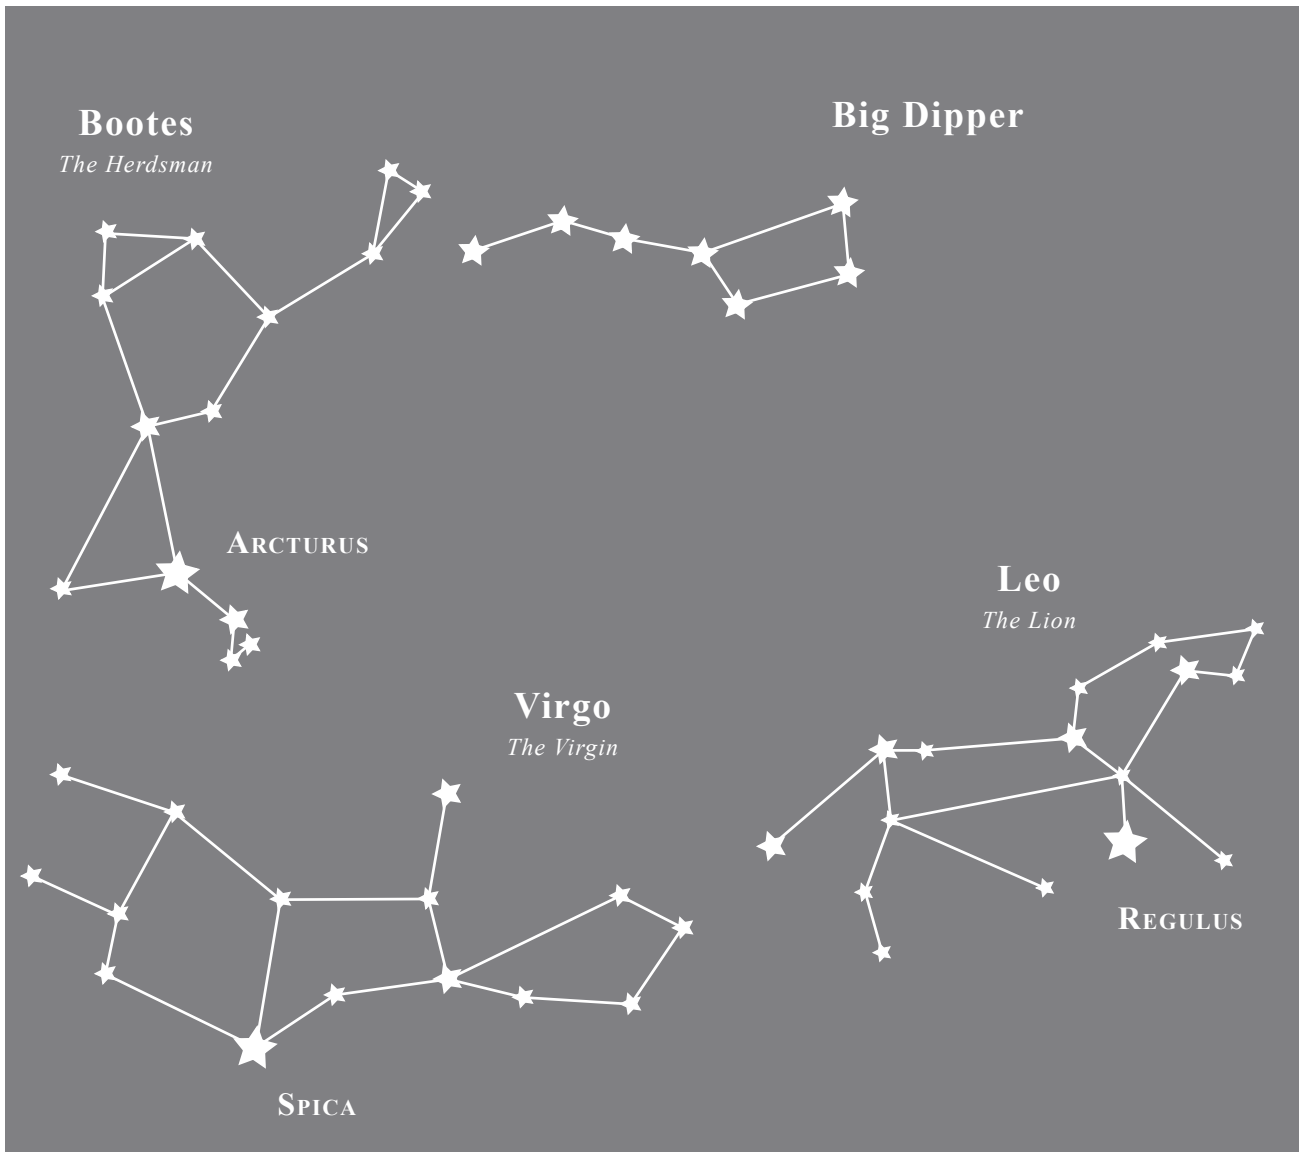 Bootes
The Herdsman
Big Dipper
ARCTURUS
Leo
The Lion
Virgo
The Virgin
REGULUS
SPICA